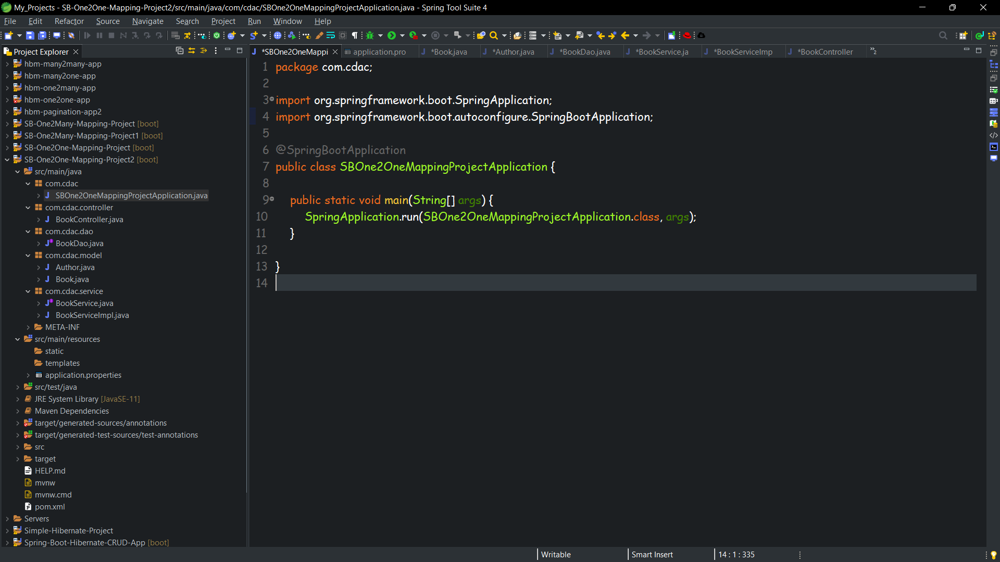 My_Projects - SB-One2One-Mapping-Project2/src/main/java/com/cdac/SBOne2OneMappingProjectApplication.java - Spring Tool Suite 4
File Edit Refactor Source Navigate Search Project Run Window Help
Project Explorer
*SBOne2OneMappi application.pro *Book.java *Author.java *BookDao.java *BookService.ja *BookServiceImp *BookController »2
hbm-many2many-app
hbm-many2one-app
hbm-one2many-app
hbm-one2one-app
hbm-pagination-app2
SB-One2Many-Mapping-Project [boot]
SB-One2Many-Mapping-Project1 [boot]
SB-One2One-Mapping-Project [boot]
SB-One2One-Mapping-Project2 [boot]
src/main/java
com.cdac
SBOne2OneMappingProjectApplication.java
com.cdac.controller
BookController.java
com.cdac.dao
BookDao.java
com.cdac.model
Author.java
Book.java
com.cdac.service
BookService.java
BookServiceImpl.java
META-INF
src/main/resources
static
templates
application.properties
src/test/java
JRE System Library [JavaSE-11]
Maven Dependencies
target/generated-sources/annotations
target/generated-test-sources/test-annotations
src
target
HELP.md
mvnw
mvnw.cmd
pom.xml
Servers
Simple-Hibernate-Project
Spring-Boot-Hibernate-CRUD-App [boot]
1 package com.cdac;
2
3 import org.springframework.boot.SpringApplication;
4 import org.springframework.boot.autoconfigure.SpringBootApplication;
5
6 @SpringBootApplication
7 public class SBOne2OneMappingProjectApplication {
8
9 public static void main(String[] args) {
10 SpringApplication.run(SBOne2OneMappingProjectApplication.class, args);
11 }
12
13 }
14
Writable Smart Insert 14 : 1 : 335